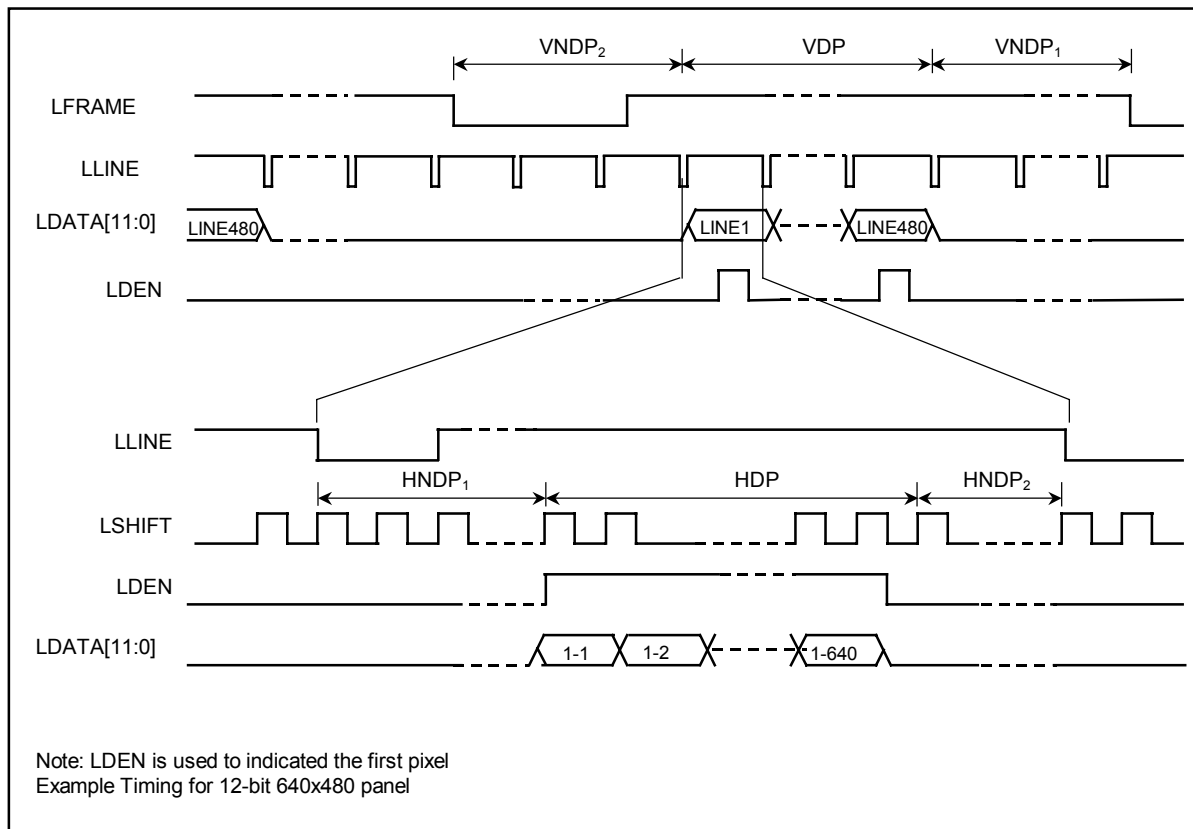 VNDP₂ VDP VNDP₁
LFRAME
LLINE
LDATA[11:0] LINE480 LINE1 LINE480
LDEN
LLINE
HNDP₁ HDP HNDP₂
LSHIFT
LDEN
LDATA[11:0] 1-1 1-2 1-640
Note: LDEN is used to indicated the first pixel
Example Timing for 12-bit 640x480 panel